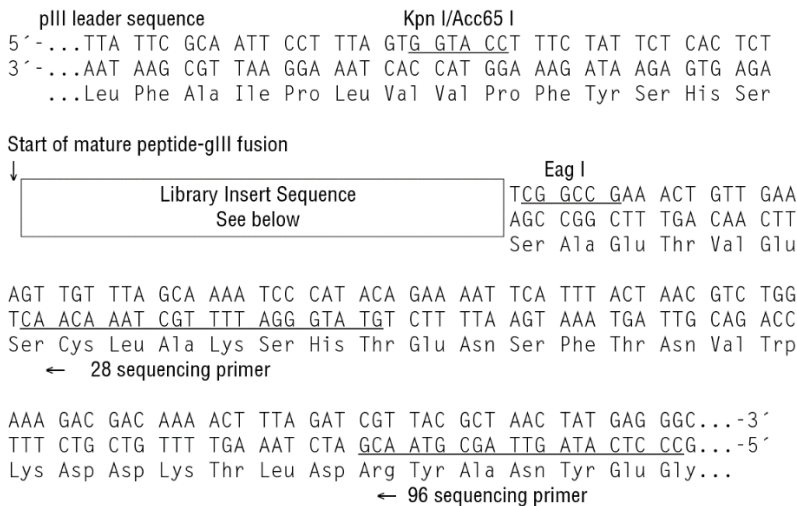 pIII leader sequence Kpn I/Acc65 I
5´-...TTA TTC GCA ATT CCT TTA GTG GTA CCT TTC TAT TCT CAC TCT
3´-...AAT AAG CGT TAA GGA AAT CAC CAT GGA AAG ATA AGA GTG AGA
...Leu Phe Ala Ile Pro Leu Val Val Pro Phe Tyr Ser His Ser
Start of mature peptide-gIII fusion
↓
Library Insert Sequence
See below
Eag I
TCG GCC GAA ACT GTT GAA
AGC CGG CTT TGA CAA CTT
Ser Ala Glu Thr Val Glu
AGT TGT TTA GCA AAA TCC CAT ACA GAA AAT TCA TTT ACT AAC GTC TGG
TCA ACA AAT CGT TTT AGG GTA TGT CTT TTA AGT AAA TGA TTG CAG ACC
Ser Cys Leu Ala Lys Ser His Thr Glu Asn Ser Phe Thr Asn Val Trp
← 28 sequencing primer
AAA GAC GAC AAA ACT TTA GAT CGT TAC GCT AAC TAT GAG GGC...-3´
TTT CTG CTG TTT TGA AAT CTA GCA ATG CGA TTG ATA CTC CCG...-5´
Lys Asp Asp Lys Thr Leu Asp Arg Tyr Ala Asn Tyr Glu Gly...
← 96 sequencing primer